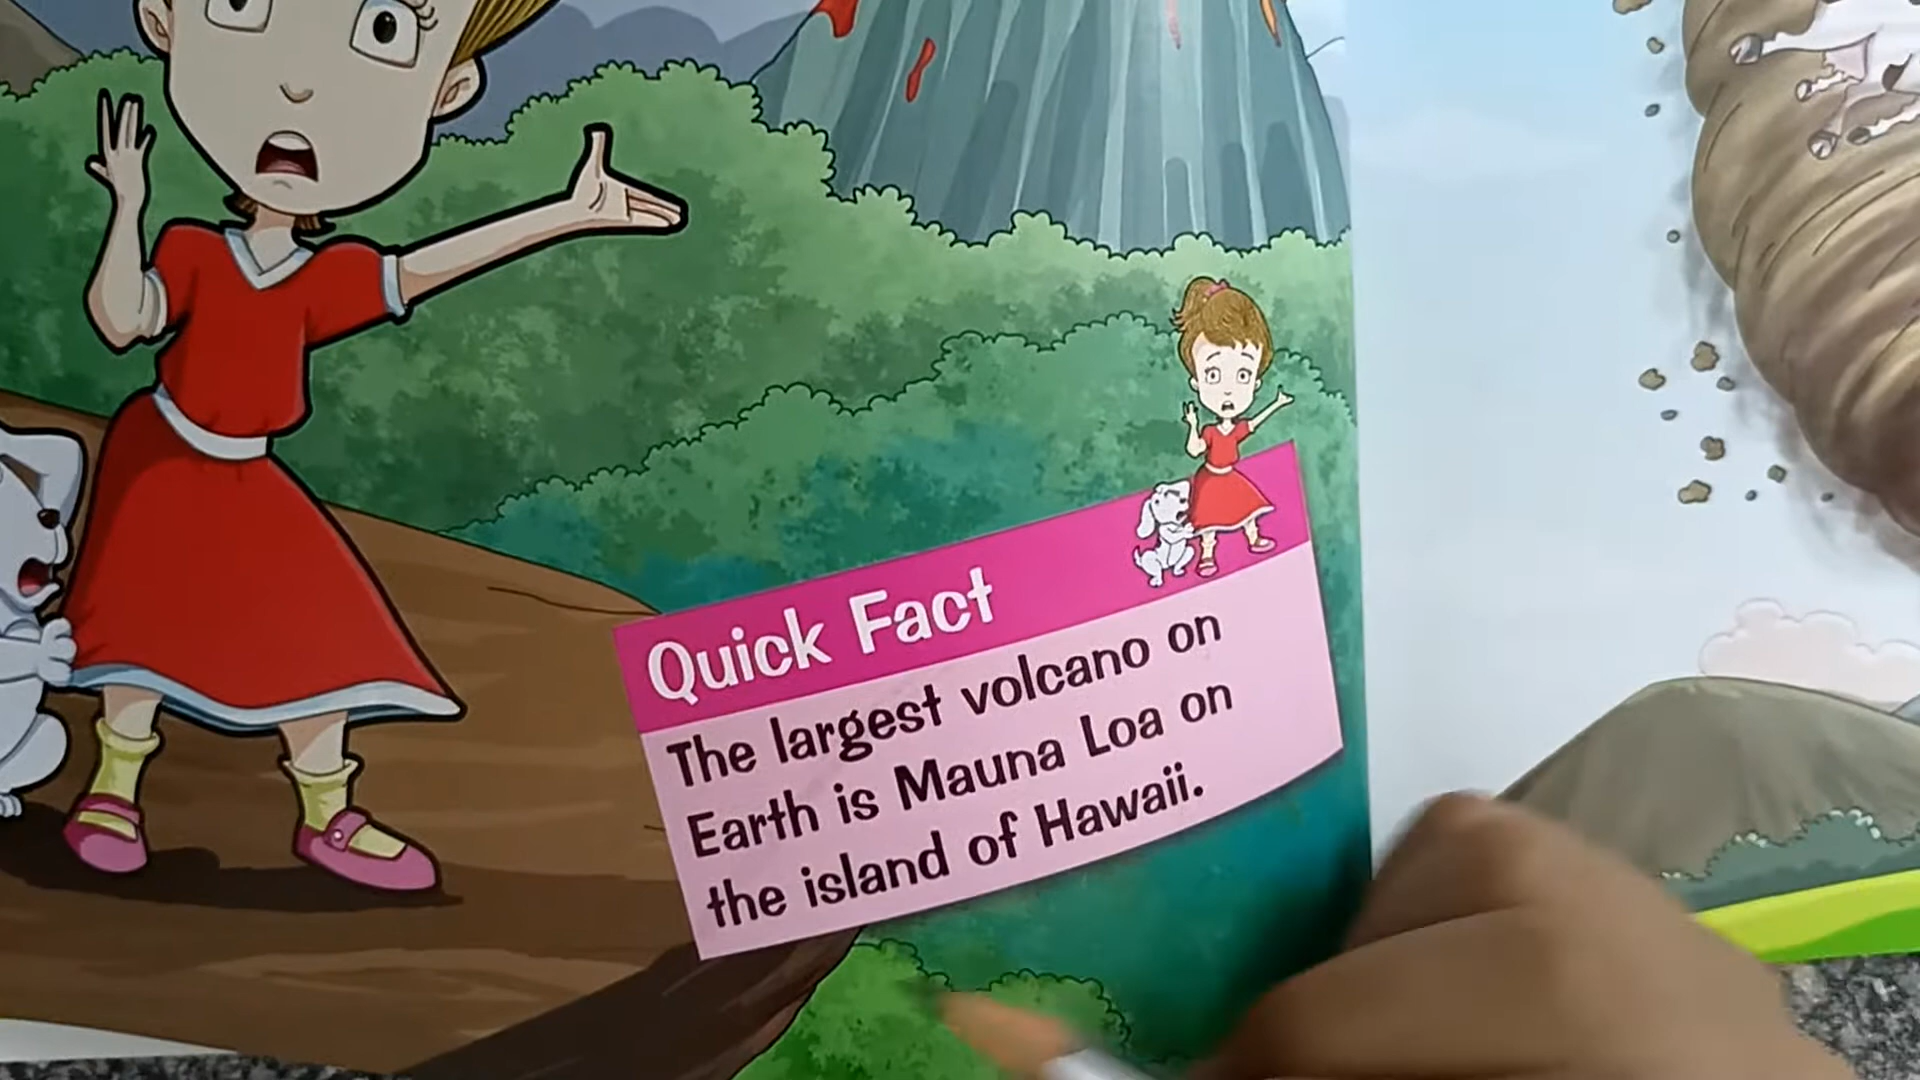 Quick Fact
The largest volcano on
Earth is Mauna Loa on
the island of Hawaii.